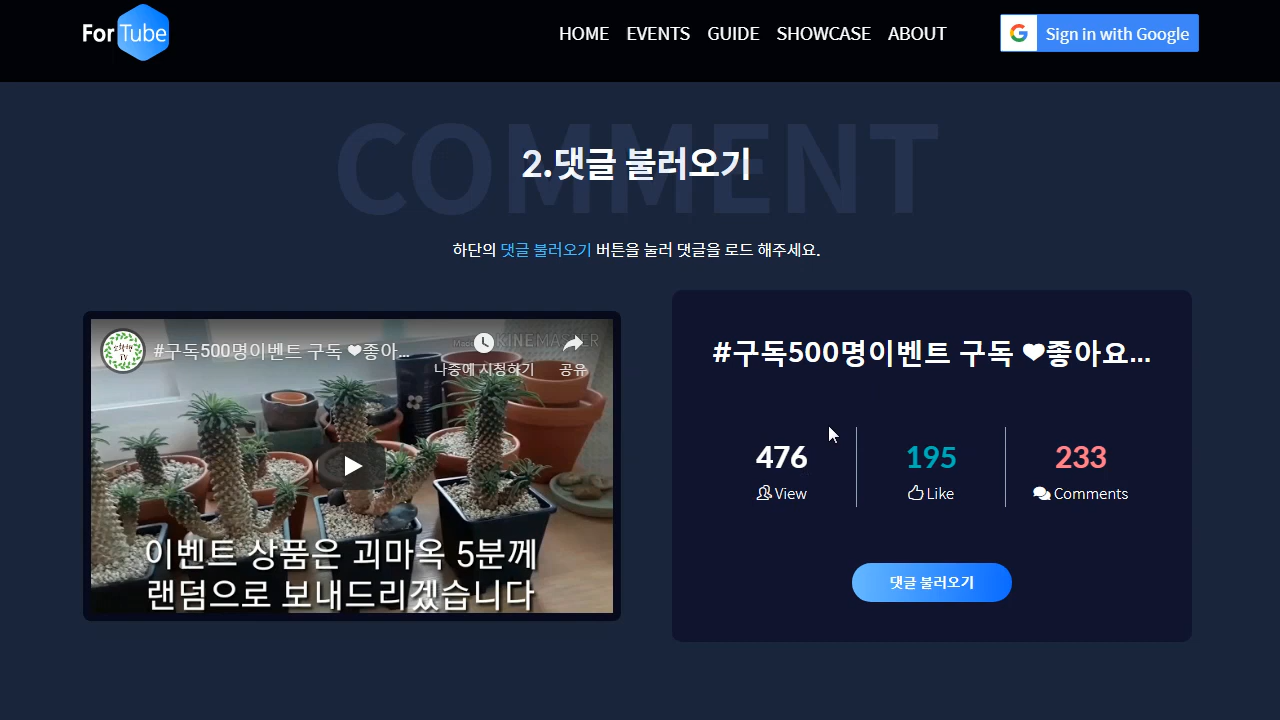 ForTube
HOME EVENTS GUIDE SHOWCASE ABOUT
Sign in with Google
COMMENT
2.댓글 불러오기
하단의 댓글 불러오기 버튼을 눌러 댓글을 로드 해주세요.
#구독500명이벤트 구독 ❤좋아...
KINEMASTER
나중에 시청하기 공유
이벤트 상품은 괴마옥 5분께
랜덤으로 보내드리겠습니다
#구독500명이벤트 구독 ❤좋아요...
476 195 233
View Like Comments
댓글 불러오기